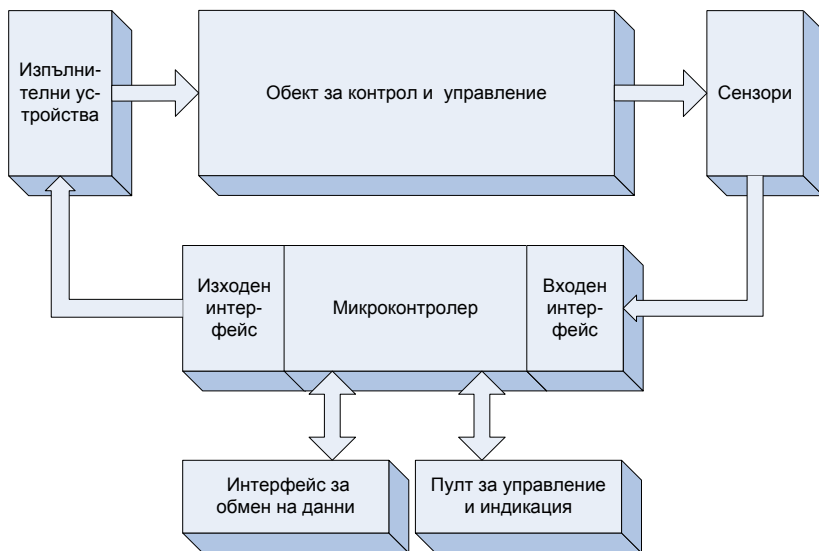 Изпълни-
телни ус-
тройства
Обект за контрол и управление
Сензори
Изходен
интер-
фейс
Микроконтролер
Входен
интер-
фейс
Интерфейс за
обмен на данни
Пулт за управление
и индикация